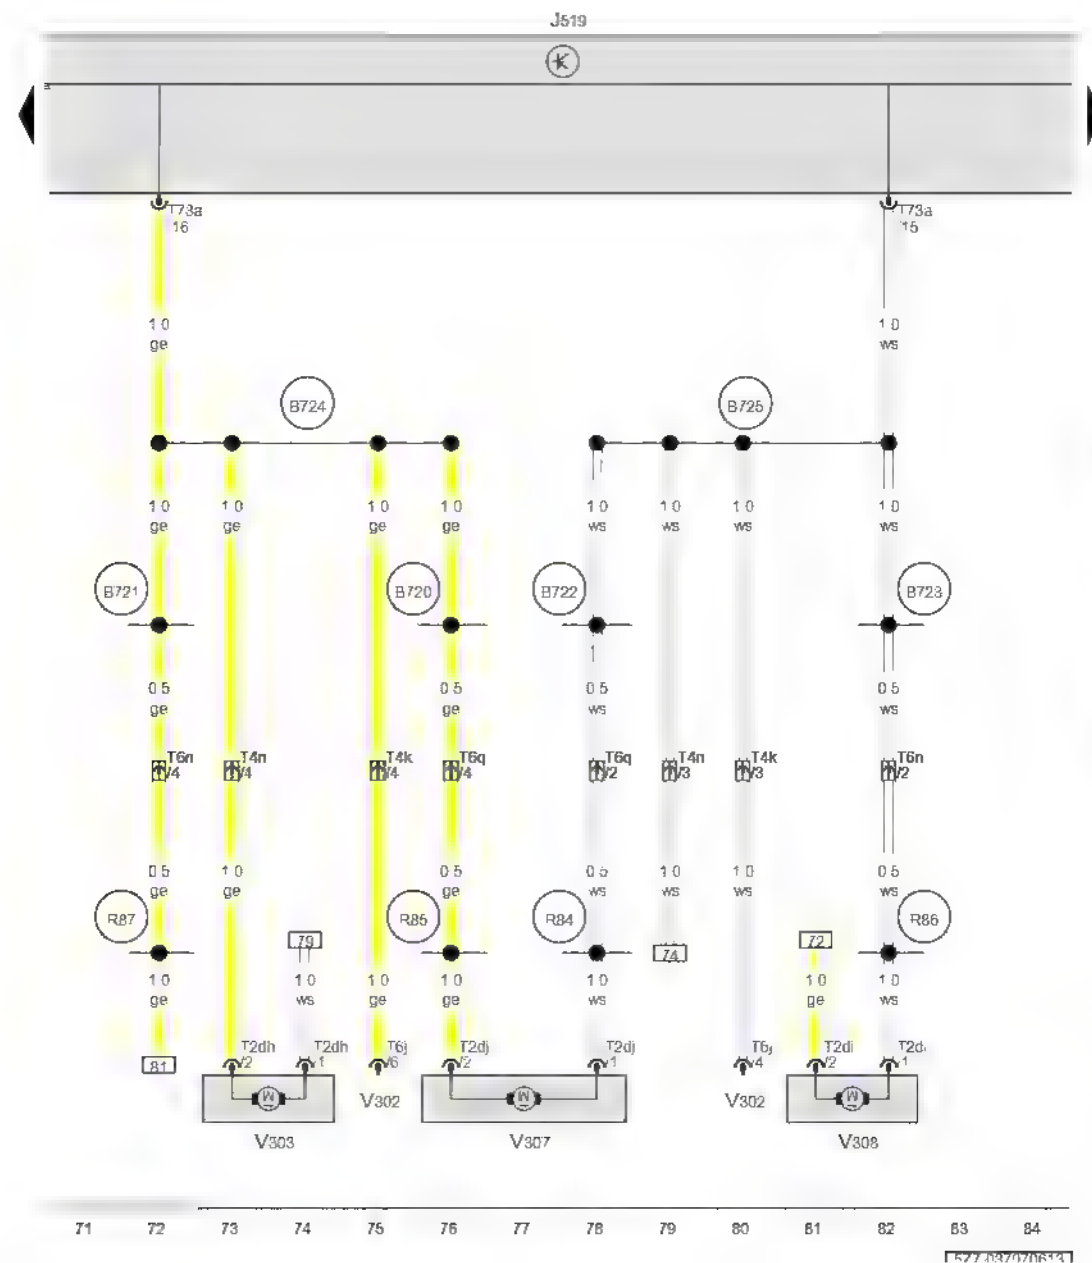 J519
T73a T73a
16 15
1 0 1 0
ge ws
B724 B725
1 0 1 0 1 0 1 0 1 0 1 0 1 0 1 0
ge ge ge ge ws ws ws ws
B721 B720 B722 B723
0 5 0 5 0 5 0 5
ge ge ws ws
T6n T4n T4k T6q T6q T4n T4k T6n
/4 /4 /4 /4 /2 /3 /3 /2
0 5 1 0 1 0 0 5 0 5 1 0 1 0 0 5
ge ge ge ge ws ws ws ws
R87 R85 R84 R86
79 74 72
1 0 1 0 1 0 1 0 1 0 1 0 1 0
ge ws ge ge ws ge ws
T2dh T2dh T6j T2dj T2dj T2di
81 /2 /1 /6 /2 /1 /4 /2 /1
M M M
V302 V302
V303 V307 V308
71 72 73 74 75 76 77 78 79 80 81 82 83 84
577-037070613